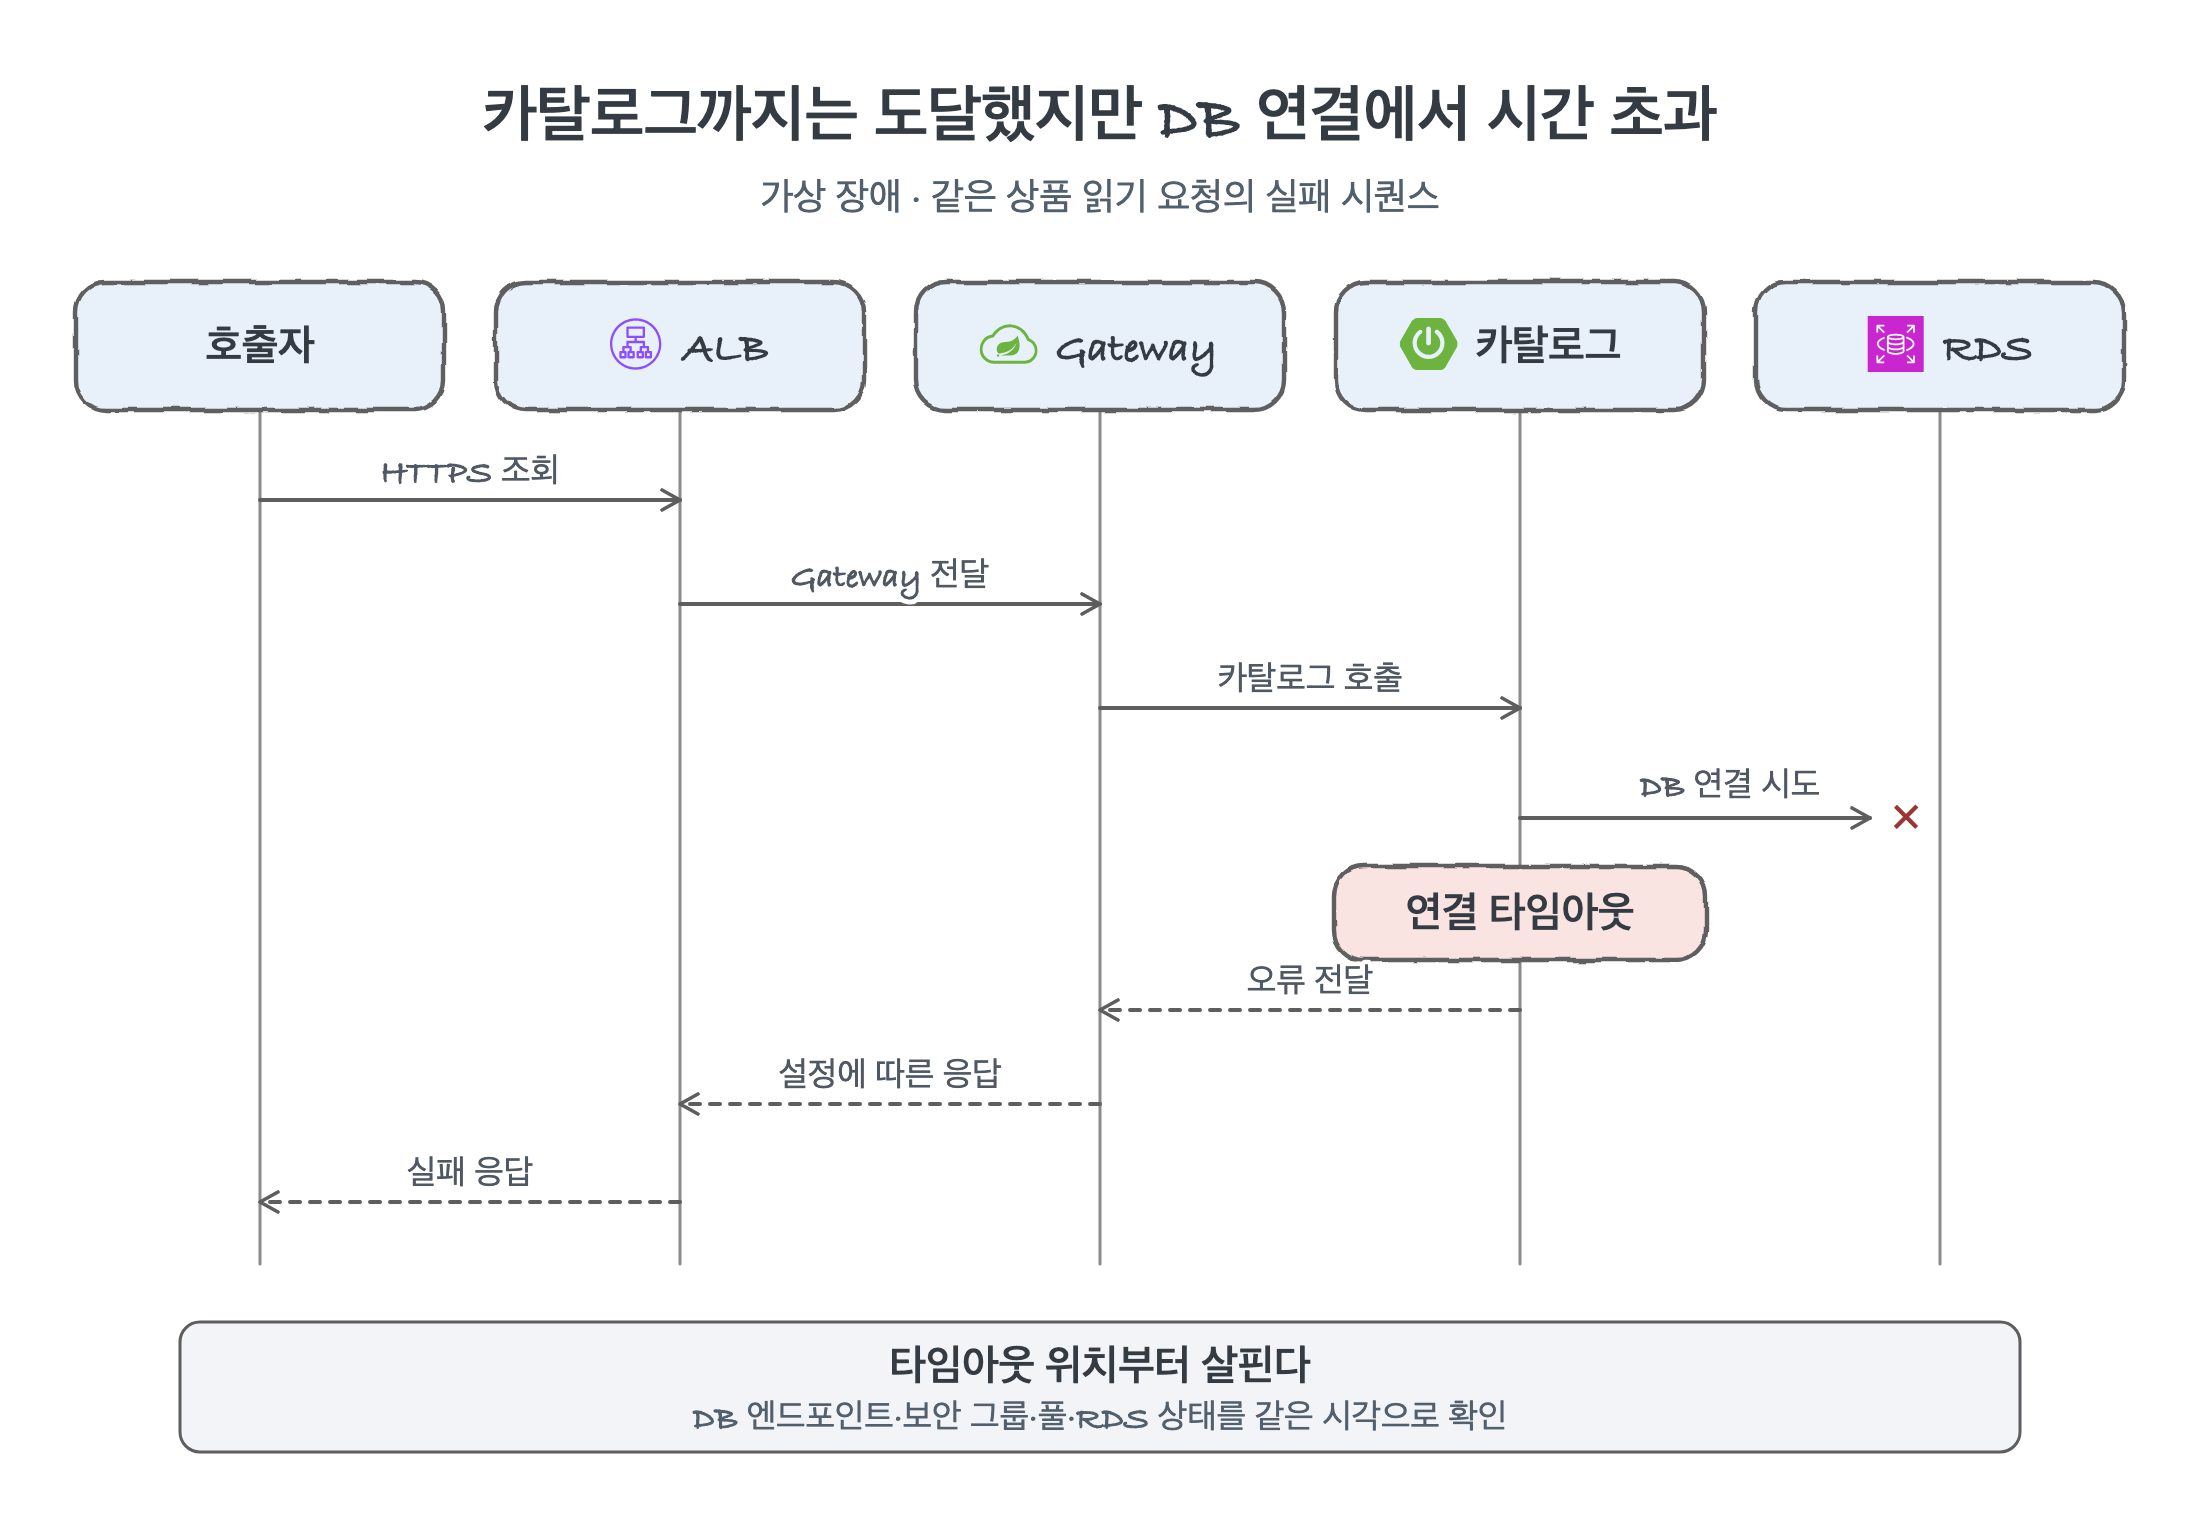 카탈로그까지는 도달했지만 DB 연결에서 시간 초과
가상 장애 · 같은 상품 읽기 요청의 실패 시퀀스
호출자
ALB
Gateway
카탈로그
RDS
HTTPS 조회
Gateway 전달
카탈로그 호출
DB 연결 시도
연결 타임아웃
오류 전달
설정에 따른 응답
실패 응답
타임아웃 위치부터 살핀다
DB 엔드포인트·보안 그룹·풀·RDS 상태를 같은 시각으로 확인